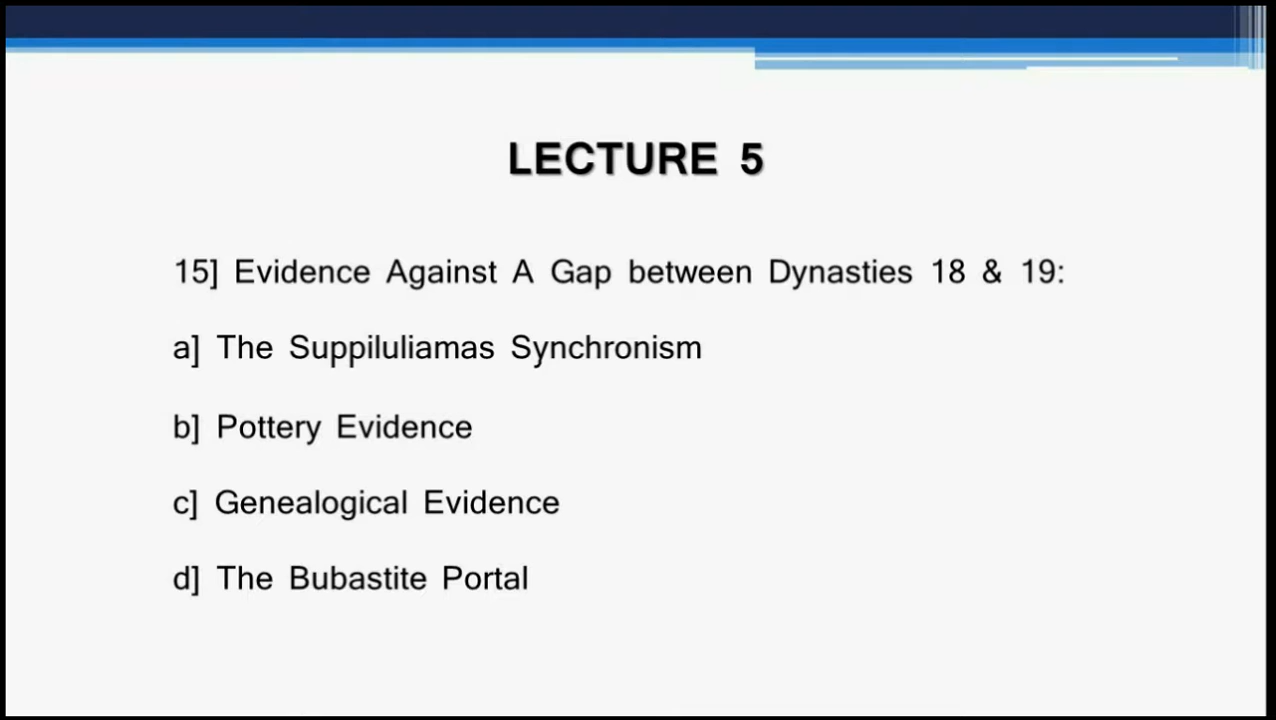 LECTURE 5
15] Evidence Against A Gap between Dynasties 18 & 19:
a] The Suppiluliamas Synchronism
b] Pottery Evidence
c] Genealogical Evidence
d] The Bubastite Portal